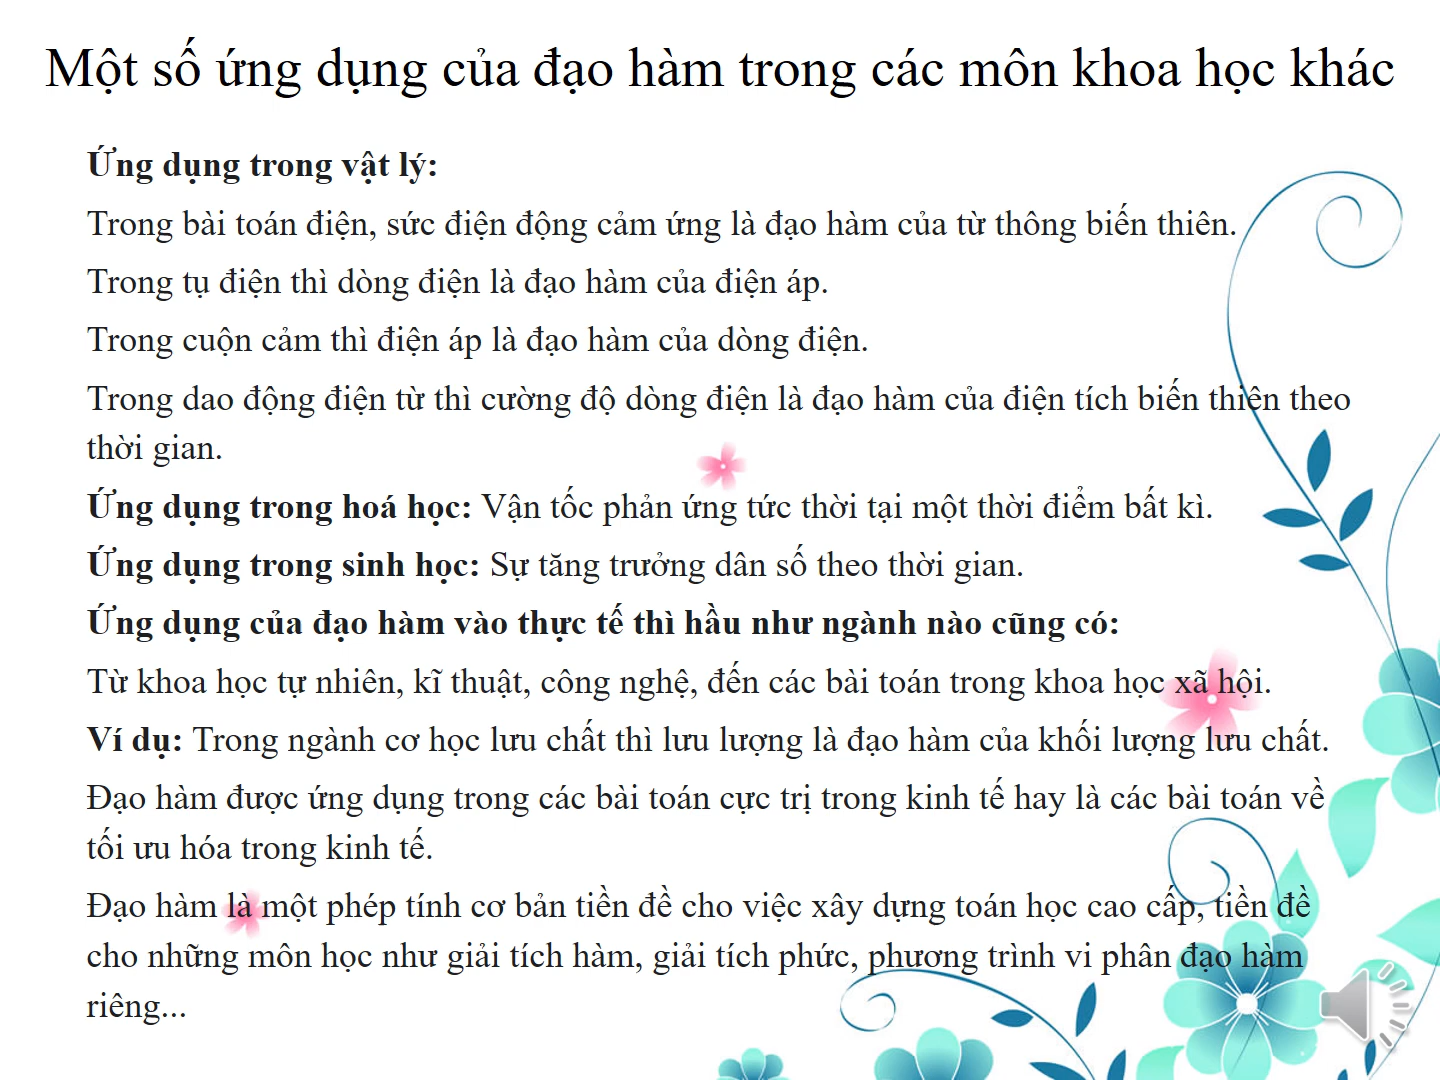 Một số ứng dụng của đạo hàm trong các môn khoa học khác
Ứng dụng trong vật lý:
Trong bài toán điện, sức điện động cảm ứng là đạo hàm của từ thông biến thiên.
Trong tụ điện thì dòng điện là đạo hàm của điện áp.
Trong cuộn cảm thì điện áp là đạo hàm của dòng điện.
Trong dao động điện từ thì cường độ dòng điện là đạo hàm của điện tích biến thiên theo
thời gian.
Ứng dụng trong hoá học: Vận tốc phản ứng tức thời tại một thời điểm bất kì.
Ứng dụng trong sinh học: Sự tăng trưởng dân số theo thời gian.
Ứng dụng của đạo hàm vào thực tế thì hầu như ngành nào cũng có:
Từ khoa học tự nhiên, kĩ thuật, công nghệ, đến các bài toán trong khoa học xã hội.
Ví dụ: Trong ngành cơ học lưu chất thì lưu lượng là đạo hàm của khối lượng lưu chất.
Đạo hàm được ứng dụng trong các bài toán cực trị trong kinh tế hay là các bài toán về
tối ưu hóa trong kinh tế.
Đạo hàm là một phép tính cơ bản tiền đề cho việc xây dựng toán học cao cấp, tiền đề
cho những môn học như giải tích hàm, giải tích phức, phương trình vi phân đạo hàm
riêng...